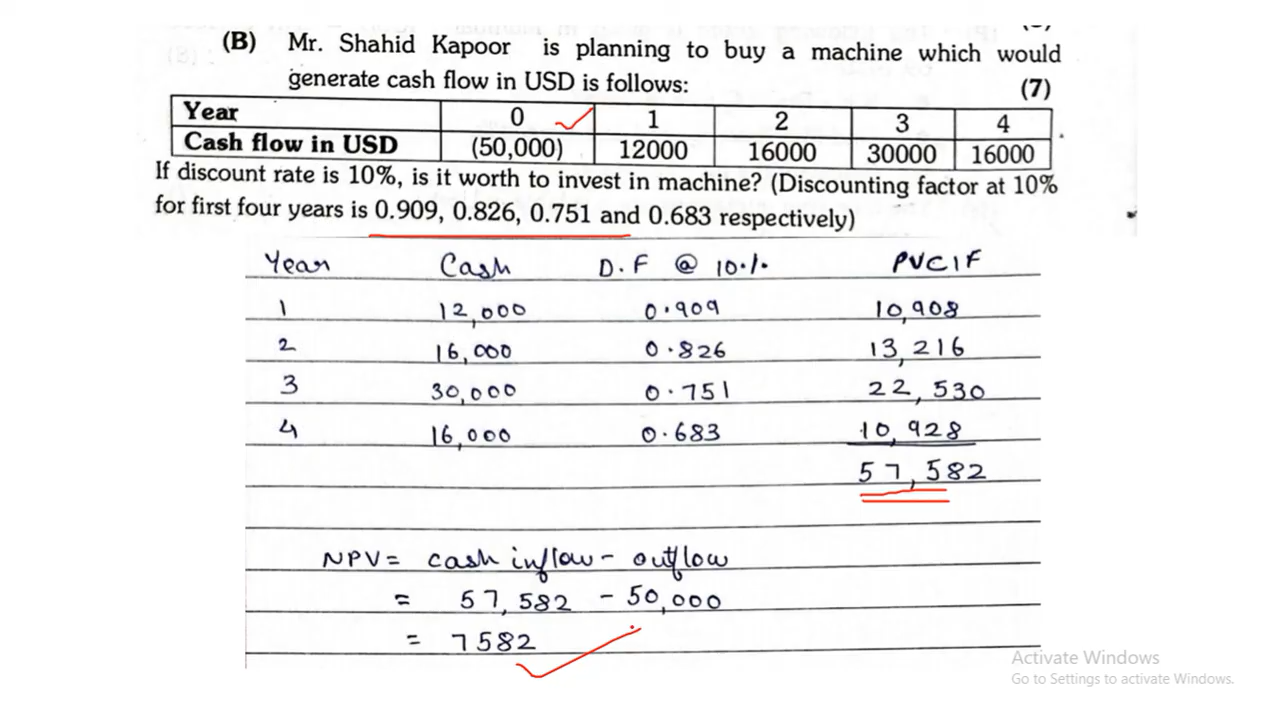 (B) Mr. Shahid Kapoor is planning to buy a machine which would
generate cash flow in USD is follows: (7)
Year 0 1 2 3 4
Cash flow in USD (50,000) 12000 16000 30000 16000
If discount rate is 10%, is it worth to invest in machine? (Discounting factor at 10%
for first four years is 0.909, 0.826, 0.751 and 0.683 respectively)
Year Cash D.F @ 10% PVCIF
1 12,000 0.909 10,908
2 16,000 0.826 13,216
3 30,000 0.751 22,530
4 16,000 0.683 10,928
57,582
NPV = cash inflow - outflow
= 57,582 - 50,000
= 7582
Activate Windows
Go to Settings to activate Windows.